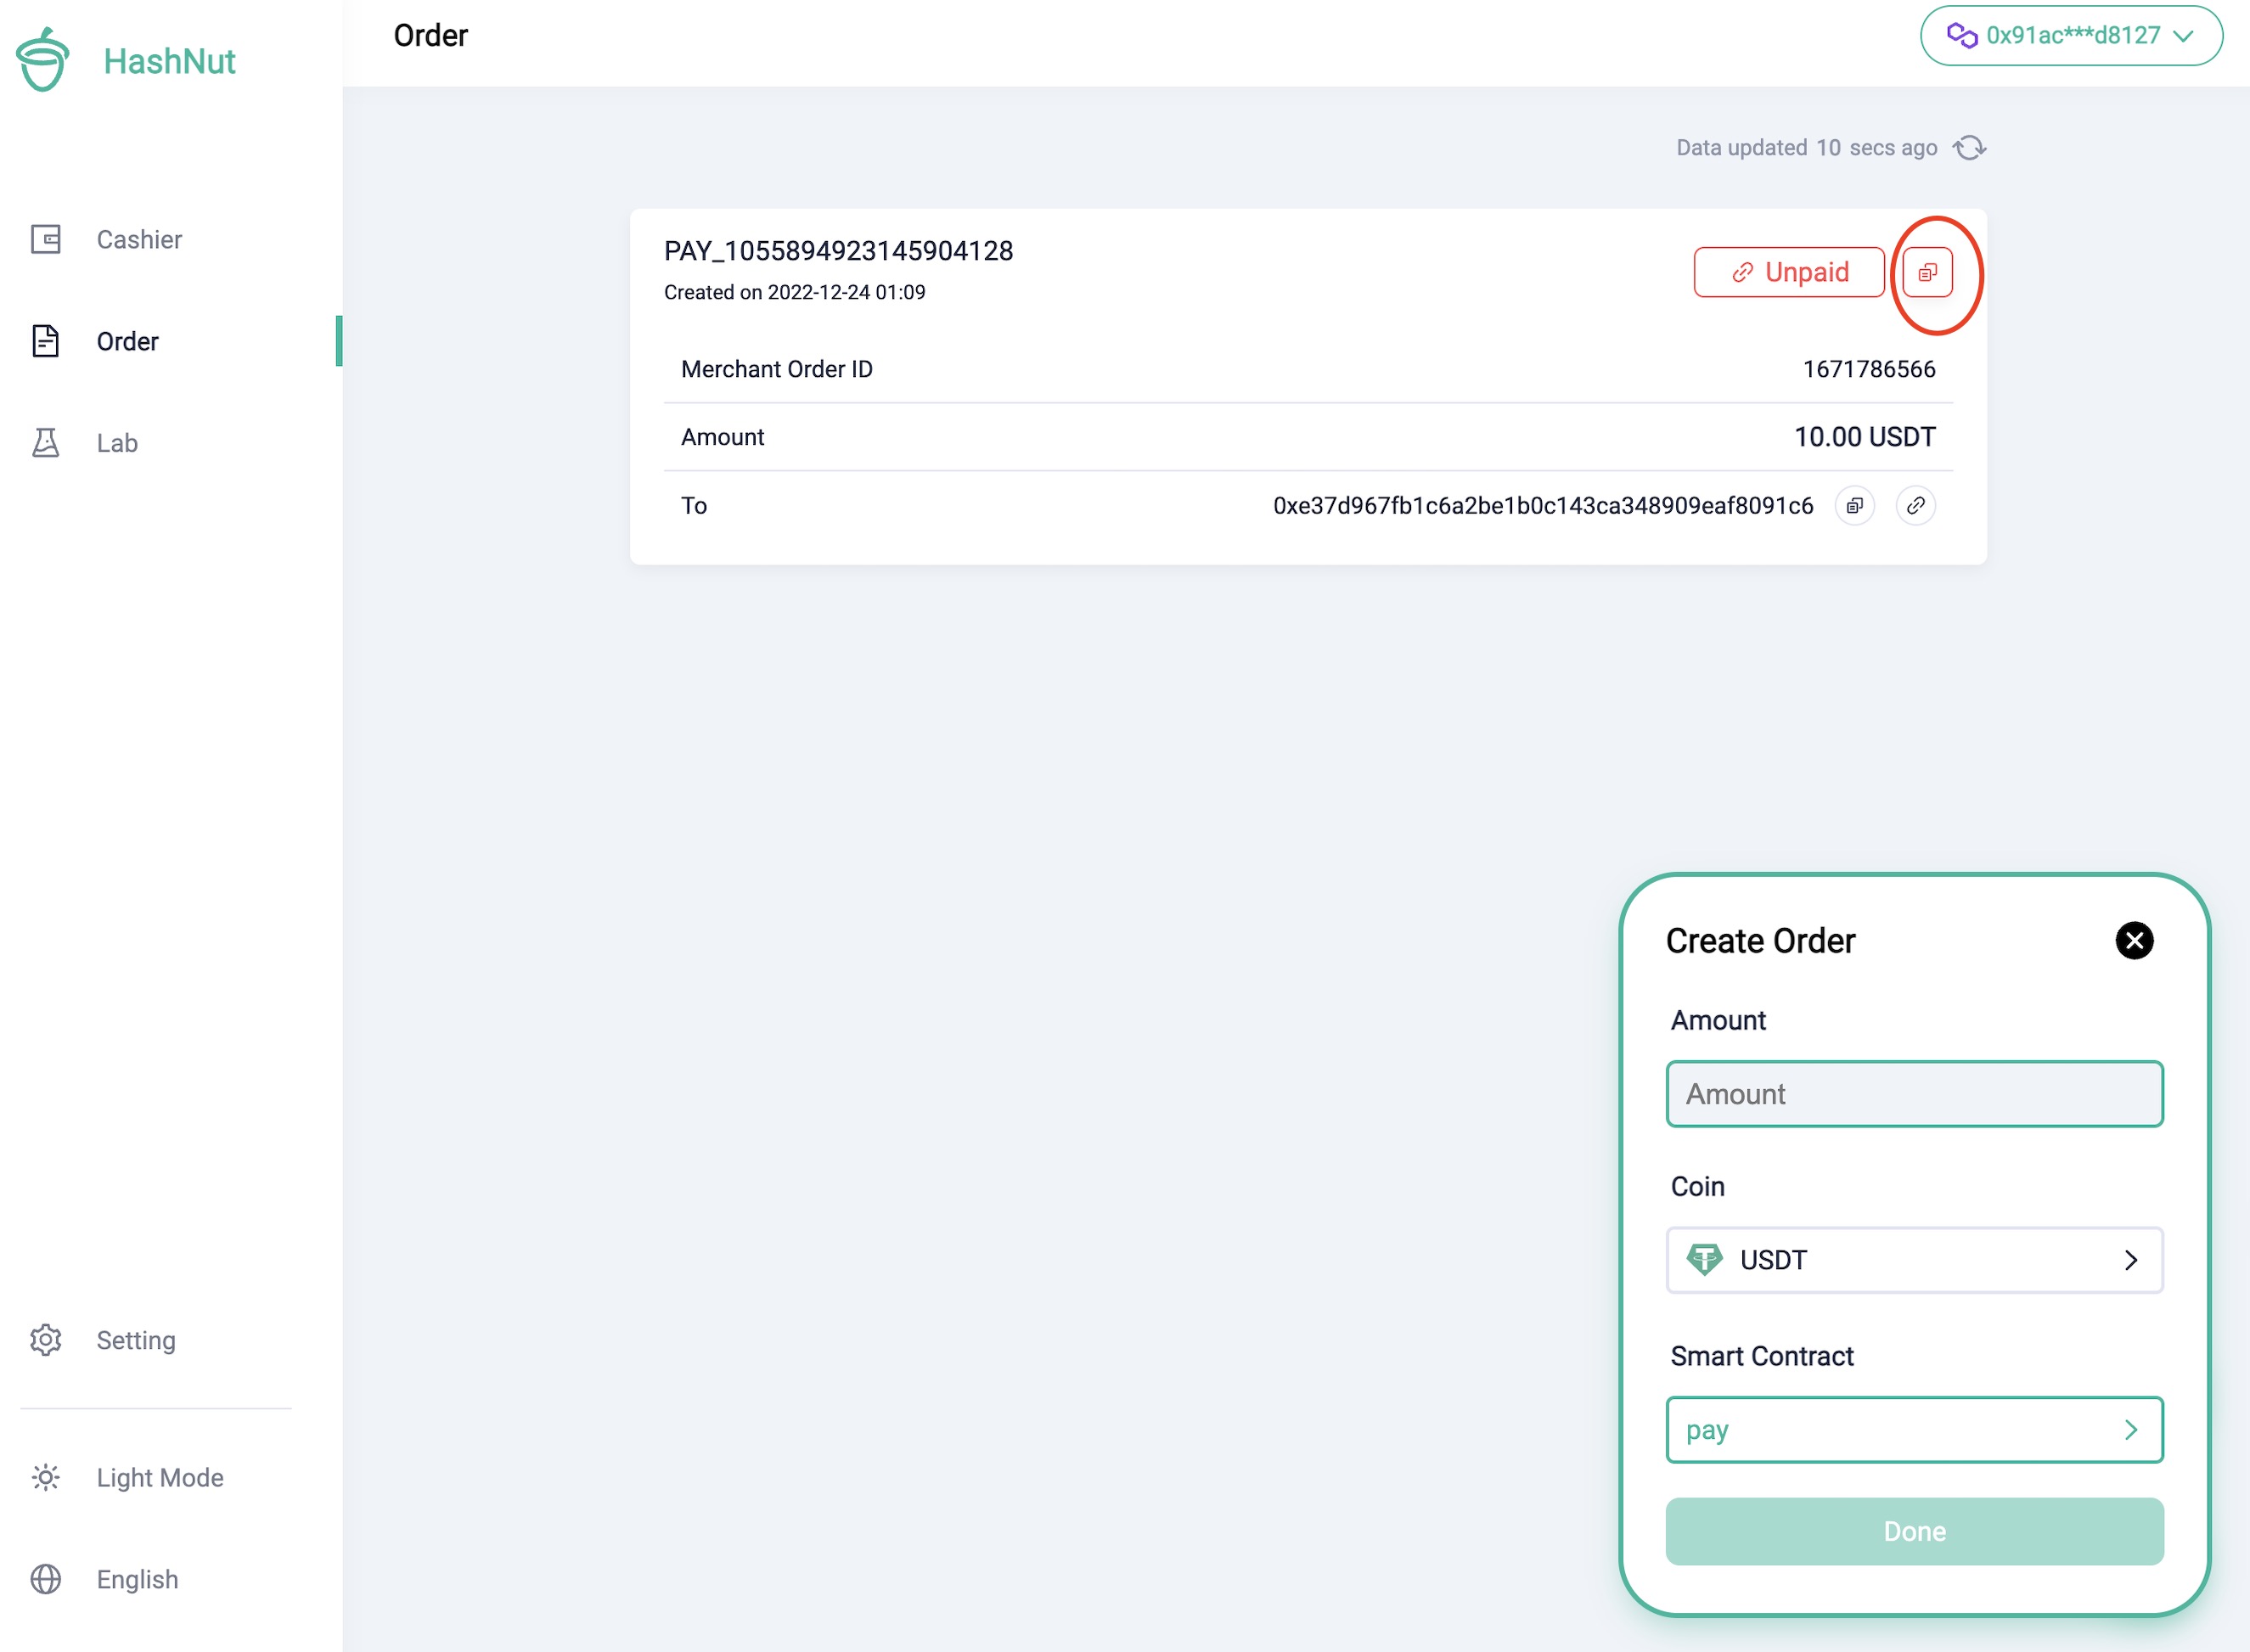 HashNut
Order
0x91ac***d8127
Cashier
Order
Lab
Data updated 10 secs ago
PAY_1055894923145904128
Created on 2022-12-24 01:09
Unpaid
Merchant Order ID 1671786566
Amount 10.00 USDT
To 0xe37d967fb1c6a2be1b0c143ca348909eaf8091c6
Create Order
Amount
Amount
Coin
USDT
Smart Contract
pay
Done
Setting
Light Mode
English